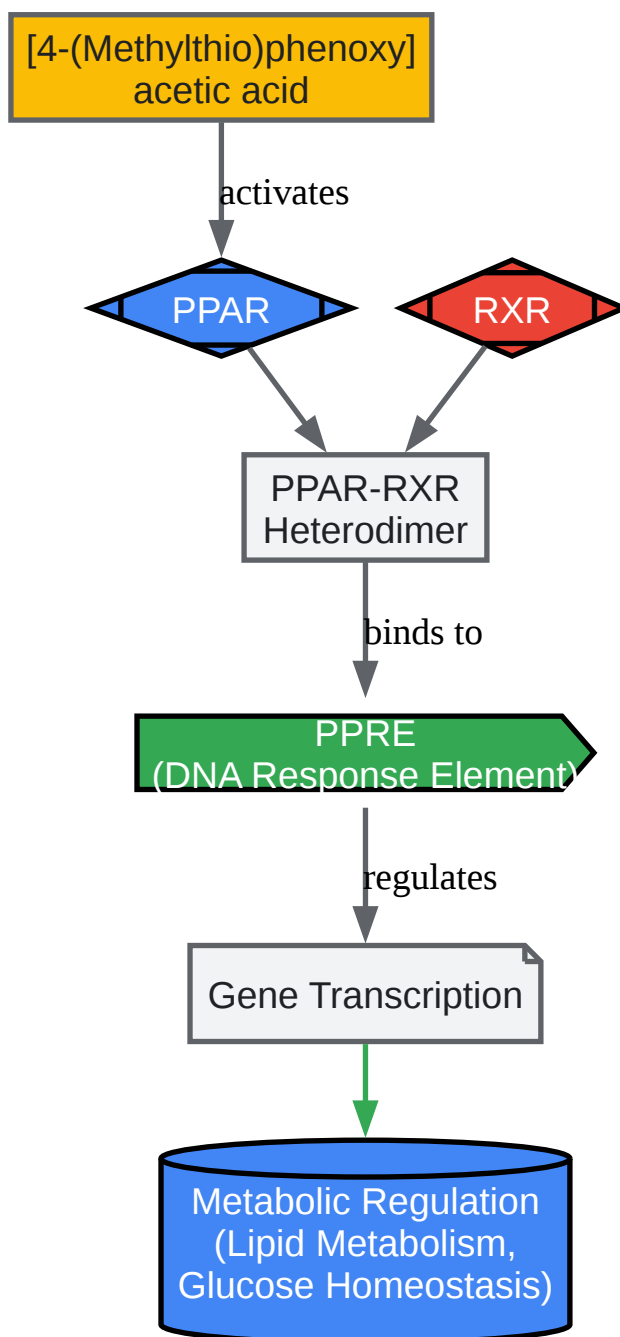 [4-(Methylthio)phenoxy]
acetic acid
activates
PPAR
RXR
PPAR-RXR
Heterodimer
binds to
PPRE
(DNA Response Element)
regulates
Gene Transcription
Metabolic Regulation
(Lipid Metabolism,
Glucose Homeostasis)